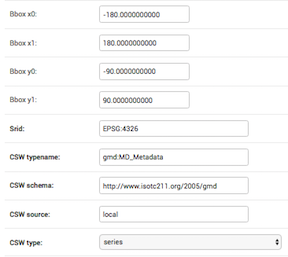 Bbox x0: -180.0000000000
Bbox x1: 180.0000000000
Bbox y0: -90.0000000000
Bbox y1: 90.0000000000
Srid: EPSG:4326
CSW typename: gmd:MD_Metadata
CSW schema: http://www.isotc211.org/2005/gmd
CSW source: local
CSW type: series